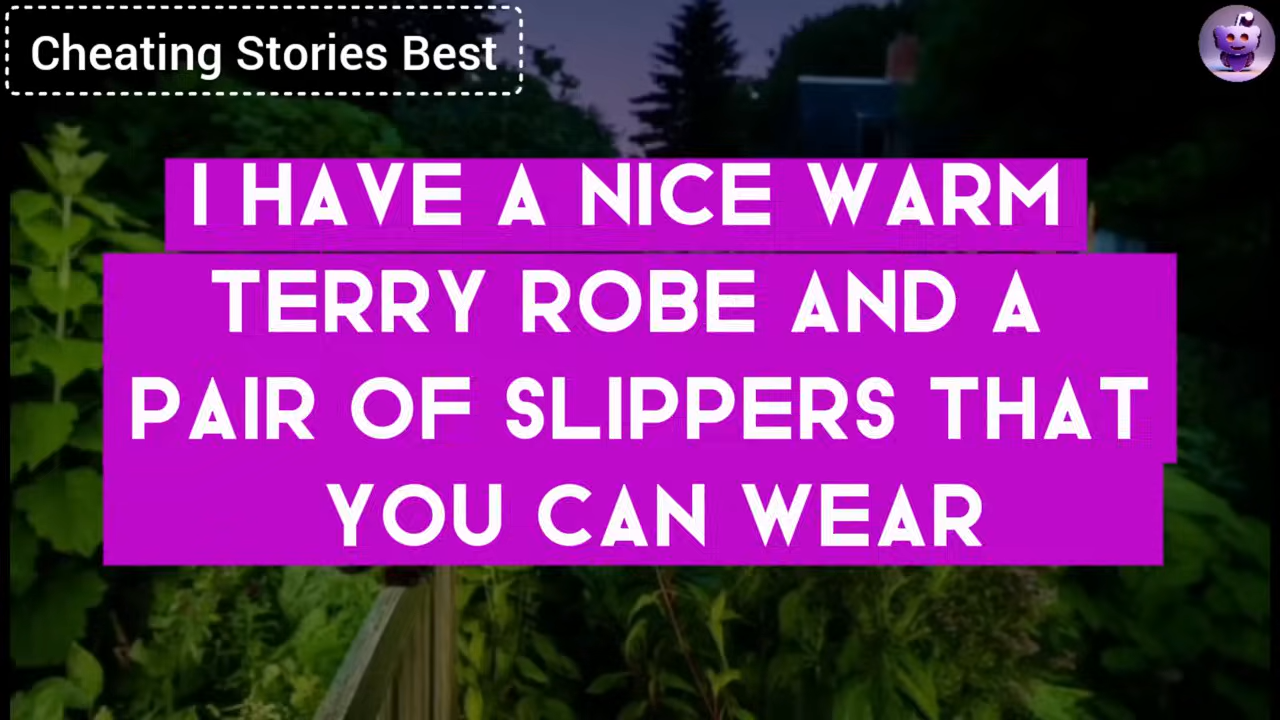 Cheating Stories Best
I HAVE A NICE WARM
TERRY ROBE AND A
PAIR OF SLIPPERS THAT
YOU CAN WEAR